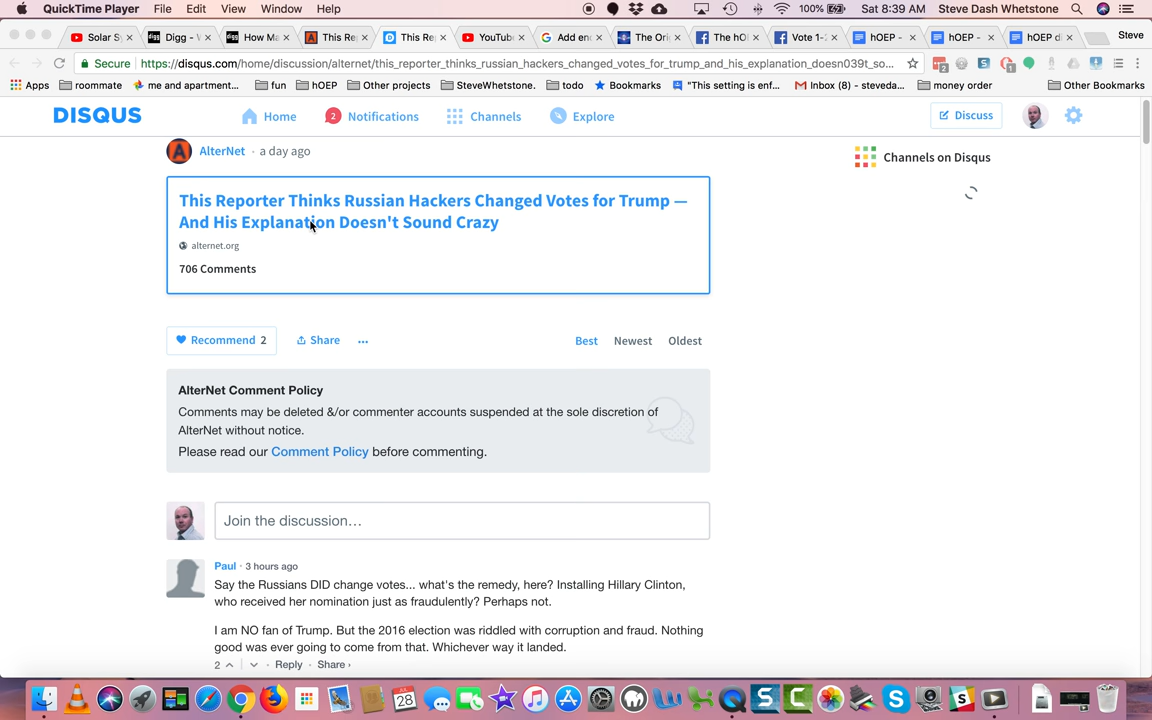 QuickTime Player File Edit View Window Help 100% Sat 8:39 AM Steve Dash Whetstone
Solar S Digg - How Ma This Re This Re YouTub Add en The Ori The hO Vote 1- hOEP - hOEP - hOEP di Steve
Secure https://disqus.com/home/discussion/alternet/this_reporter_thinks_russian_hackers_changed_votes_for_trump_and_his_explanation_doesn039t_so...
Apps roommate me and apartment... fun hOEP Other projects SteveWhetstone. todo Bookmarks "This setting is enf... Inbox (8) - steveda... money order Other Bookmarks
DISQUS Home 2 Notifications Channels Explore Discuss
AlterNet · a day ago
Channels on Disqus
This Reporter Thinks Russian Hackers Changed Votes for Trump —
And His Explanation Doesn't Sound Crazy
alternet.org
706 Comments
Recommend 2 Share ... Best Newest Oldest
AlterNet Comment Policy
Comments may be deleted &/or commenter accounts suspended at the sole discretion of
AlterNet without notice.
Please read our Comment Policy before commenting.
Join the discussion...
Paul · 3 hours ago
Say the Russians DID change votes... what's the remedy, here? Installing Hillary Clinton,
who received her nomination just as fraudulently? Perhaps not.
I am NO fan of Trump. But the 2016 election was riddled with corruption and fraud. Nothing
good was ever going to come from that. Whichever way it landed.
2 Reply · Share ›
28